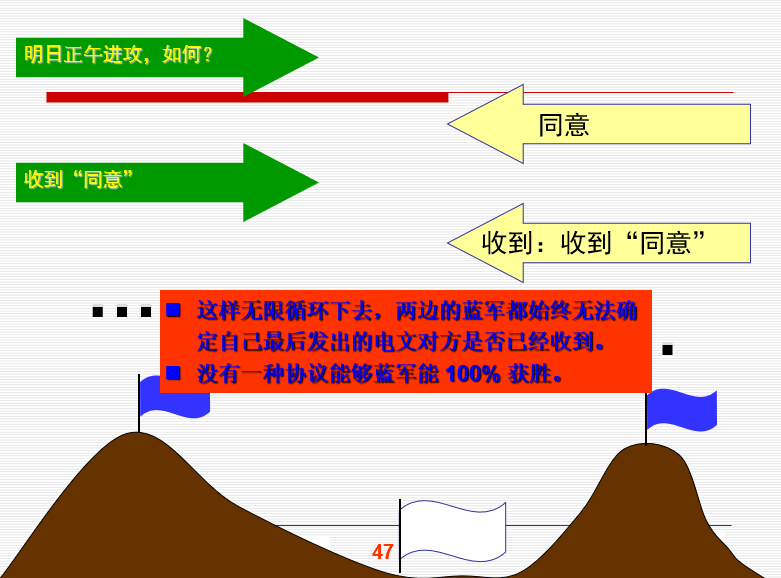 明日正午进攻，如何？
同意
收到“同意”
收到：收到“同意”
这样无限循环下去，两边的蓝军都始终无法确
定自己最后发出的电文对方是否已经收到。
没有一种协议能够蓝军能 100% 获胜。
47